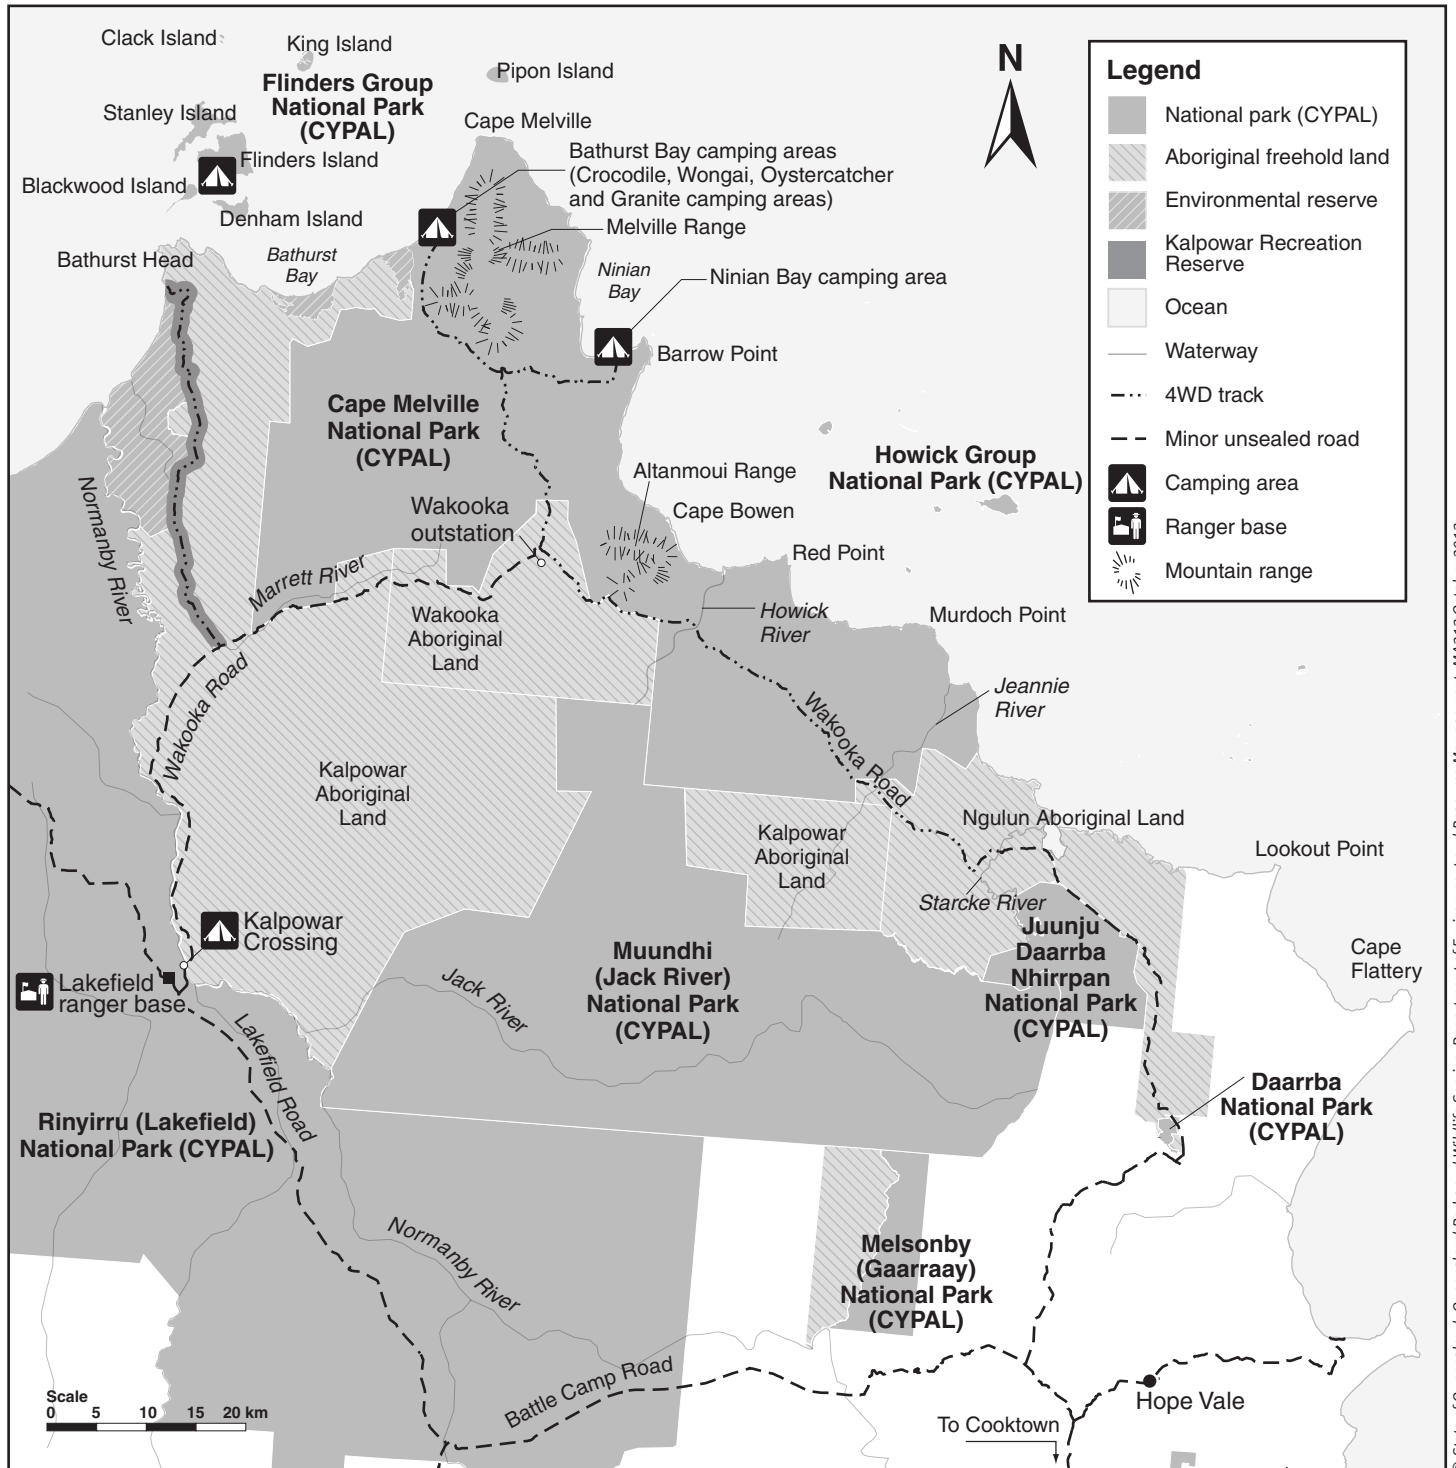 Clack Island
King Island
Pipon Island
Flinders Group
National Park
(CYPAL)
Stanley Island
Flinders Island
Blackwood Island
Denham Island
Cape Melville
Bathurst Bay camping areas
(Crocodile, Wongai, Oystercatcher
and Granite camping areas)
Melville Range
Bathurst Head
Bathurst
Bay
Ninian
Bay
Ninian Bay camping area
Barrow Point
N
Legend
National park (CYPAL)
Aboriginal freehold land
Environmental reserve
Kalpowar Recreation
Reserve
Ocean
Waterway
4WD track
Minor unsealed road
Camping area
Ranger base
Mountain range
Cape Melville
National Park
(CYPAL)
Howick Group
National Park (CYPAL)
Altanmoui Range
Cape Bowen
Wakooka
outstation
Red Point
Normanby River
Marrett River
Wakooka
Aboriginal
Land
Howick
River
Murdoch Point
Jeannie
River
Wakooka Road
Wakooka Road
Kalpowar
Aboriginal
Land
Kalpowar
Aboriginal
Land
Ngulun Aboriginal Land
Lookout Point
Starcke River
Kalpowar
Crossing
Lakefield
ranger base
Jack River
Muundhi
(Jack River)
National Park
(CYPAL)
Juunju
Daarrba
Nhirrpan
National Park
(CYPAL)
Cape
Flattery
Lakefield Road
Rinyirru (Lakefield)
National Park (CYPAL)
Daarrba
National Park
(CYPAL)
Normanby River
Melsonby
(Gaarraay)
National Park
(CYPAL)
Battle Camp Road
Hope Vale
To Cooktown
Scale
0 5 10 15 20 km